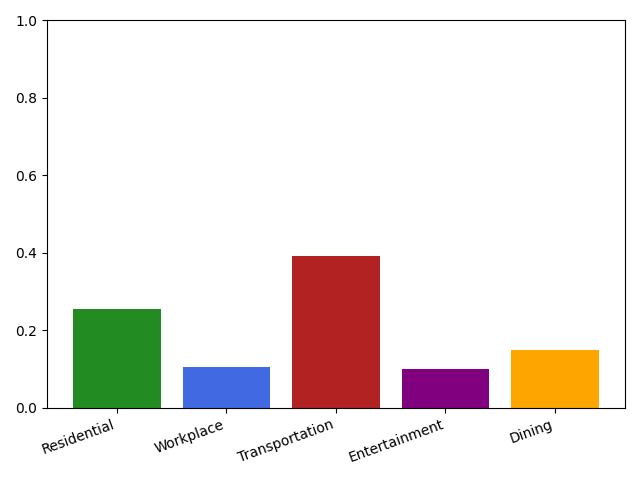 1.0
0.8
0.6
0.4
0.2
0.0
Residential
Workplace
Transportation
Entertainment
Dining